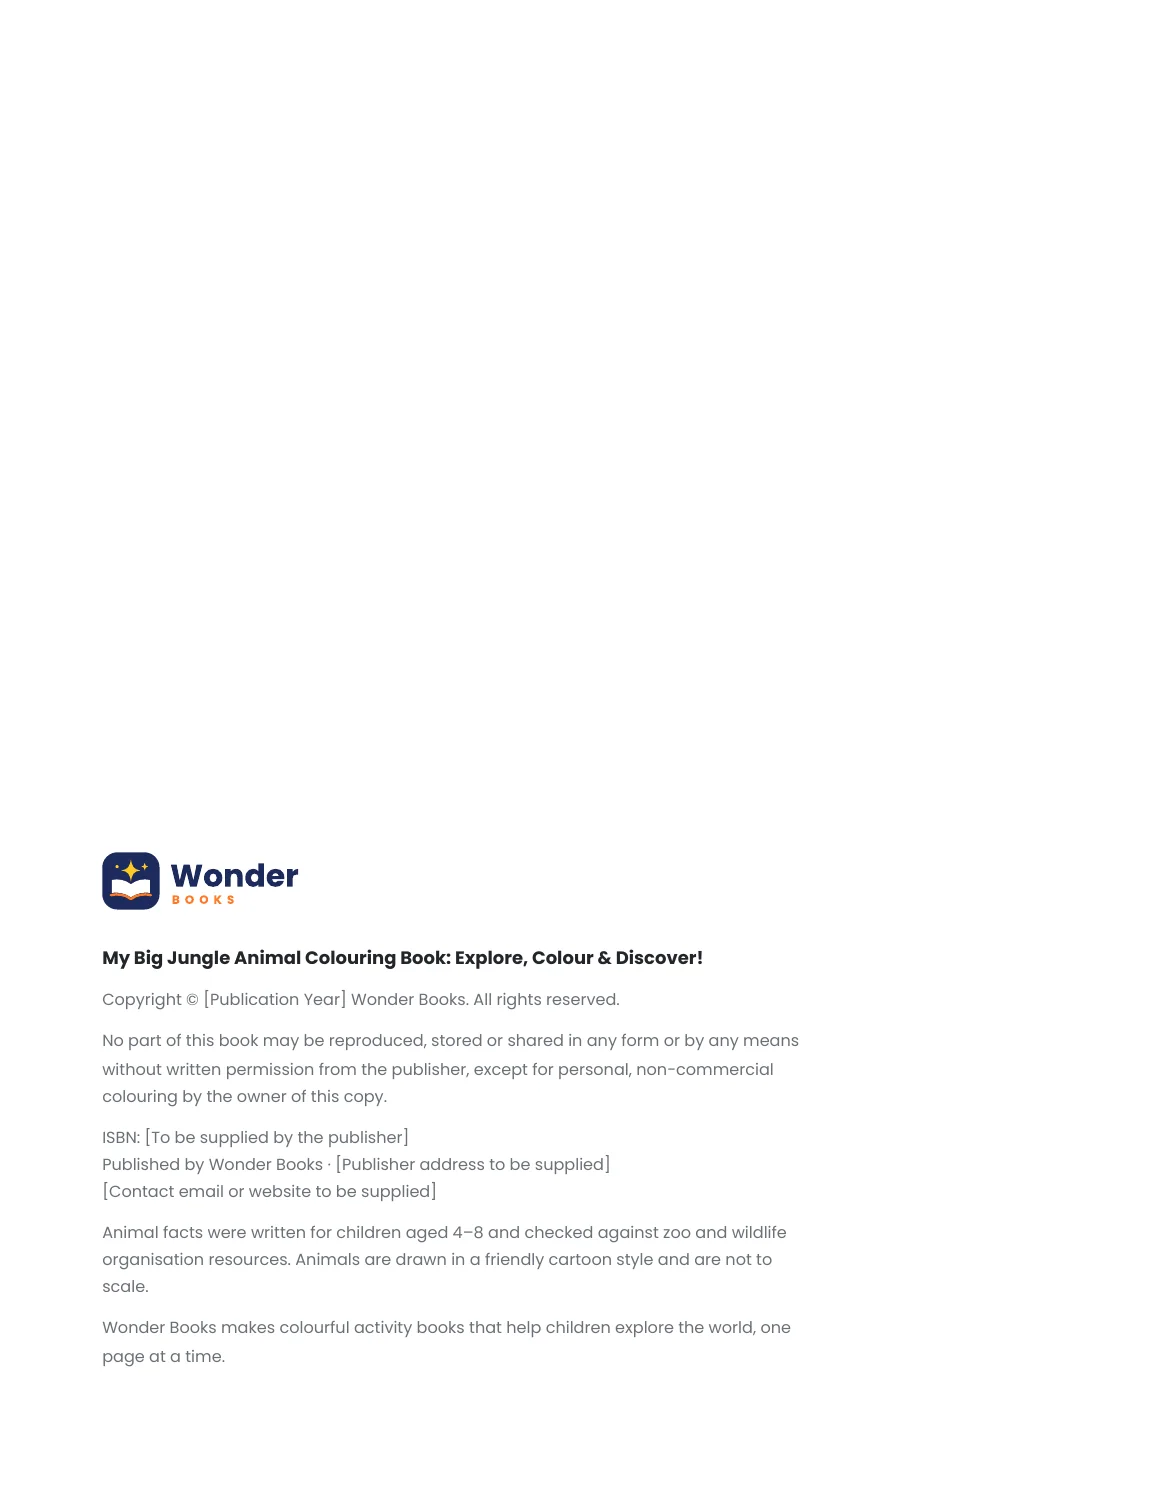 Wonder
BOOKS
My Big Jungle Animal Colouring Book: Explore, Colour & Discover!
Copyright © [Publication Year] Wonder Books. All rights reserved.
No part of this book may be reproduced, stored or shared in any form or by any means
without written permission from the publisher, except for personal, non-commercial
colouring by the owner of this copy.
ISBN: [To be supplied by the publisher]
Published by Wonder Books · [Publisher address to be supplied]
[Contact email or website to be supplied]
Animal facts were written for children aged 4–8 and checked against zoo and wildlife
organisation resources. Animals are drawn in a friendly cartoon style and are not to
scale.
Wonder Books makes colourful activity books that help children explore the world, one
page at a time.